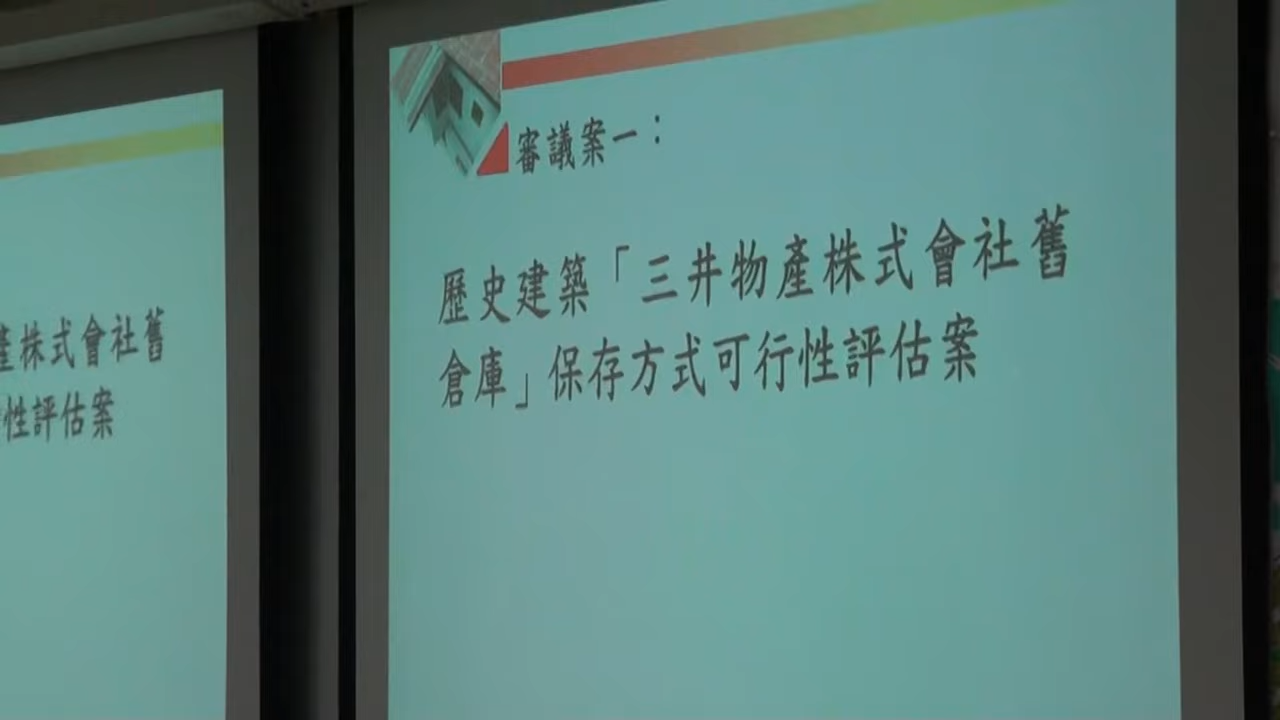 審議案一：
歷史建築「三井物產株式會社舊
倉庫」保存方式可行性評估案
株式會社舊
性評估案